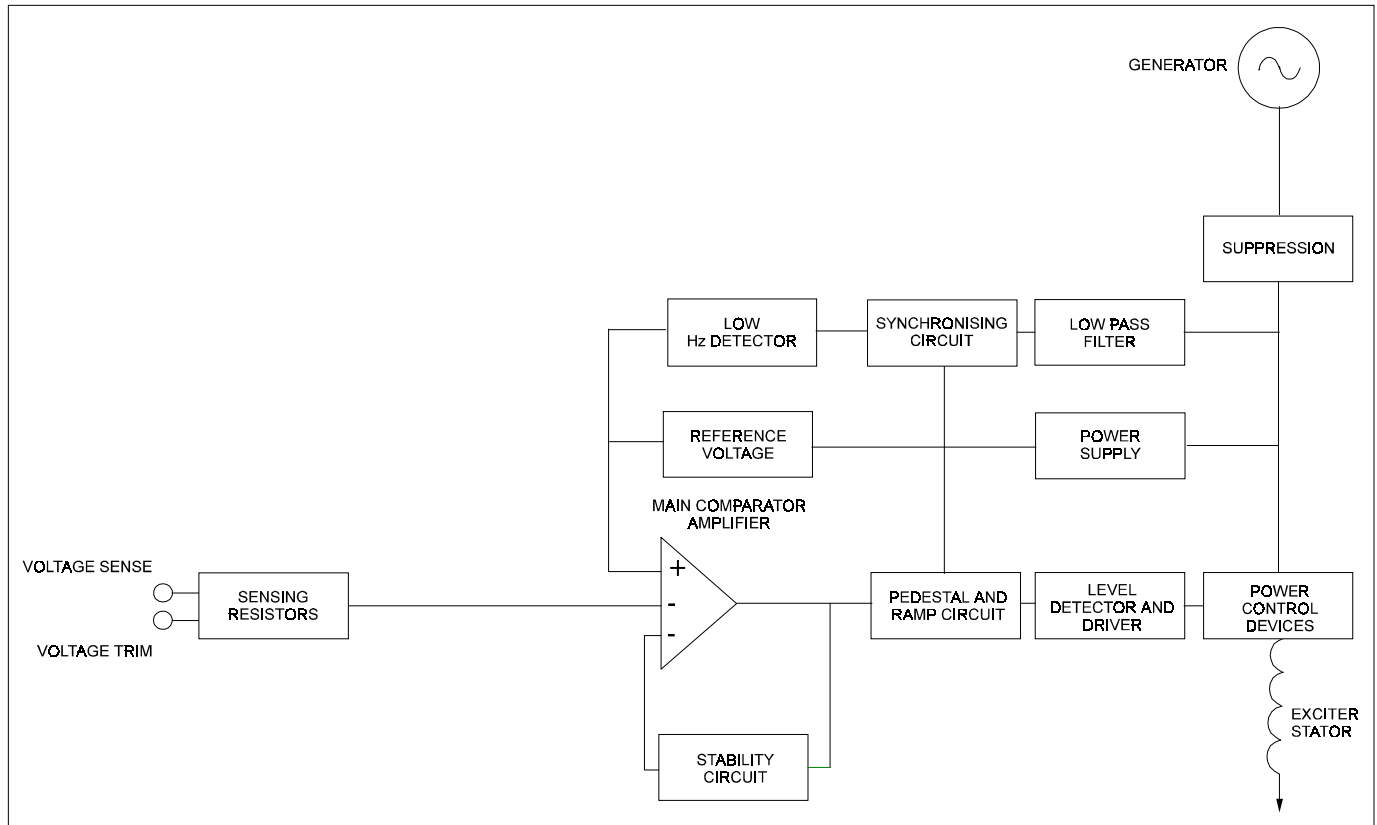 GENERATOR
SUPPRESSION
LOW
Hz DETECTOR
SYNCHRONISING
CIRCUIT
LOW PASS
FILTER
REFERENCE
VOLTAGE
POWER
SUPPLY
MAIN COMPARATOR
AMPLIFIER
VOLTAGE SENSE
VOLTAGE TRIM
SENSING
RESISTORS
+
-
-
PEDESTAL AND
RAMP CIRCUIT
LEVEL
DETECTOR AND
DRIVER
POWER
CONTROL
DEVICES
STABILITY
CIRCUIT
EXCITER
STATOR